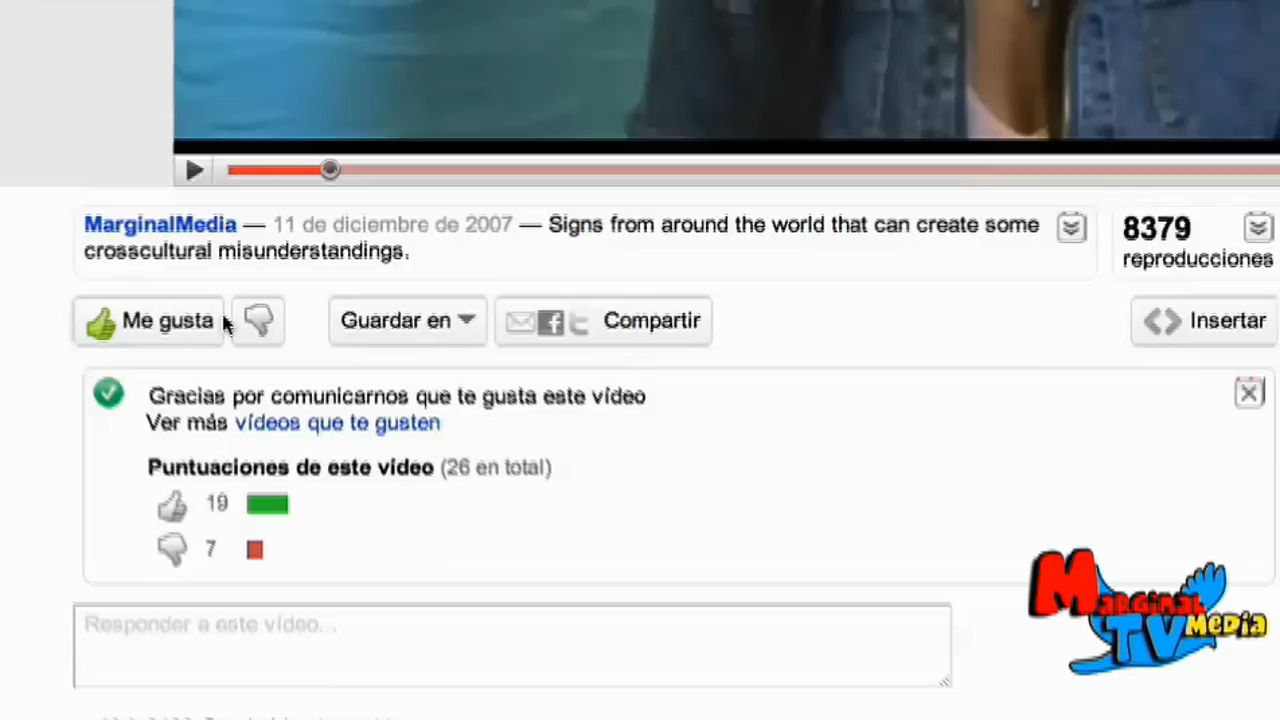 MarginalMedia — 11 de diciembre de 2007 — Signs from around the world that can create some
crosscultural misunderstandings.
8379
reproducciones
Me gusta
Guardar en
Compartir
Insertar
Gracias por comunicarnos que te gusta este vídeo
Ver más vídeos que te gusten
Puntuaciones de este vídeo (26 en total)
19
7
Responder a este vídeo...
Marginal
TV Media